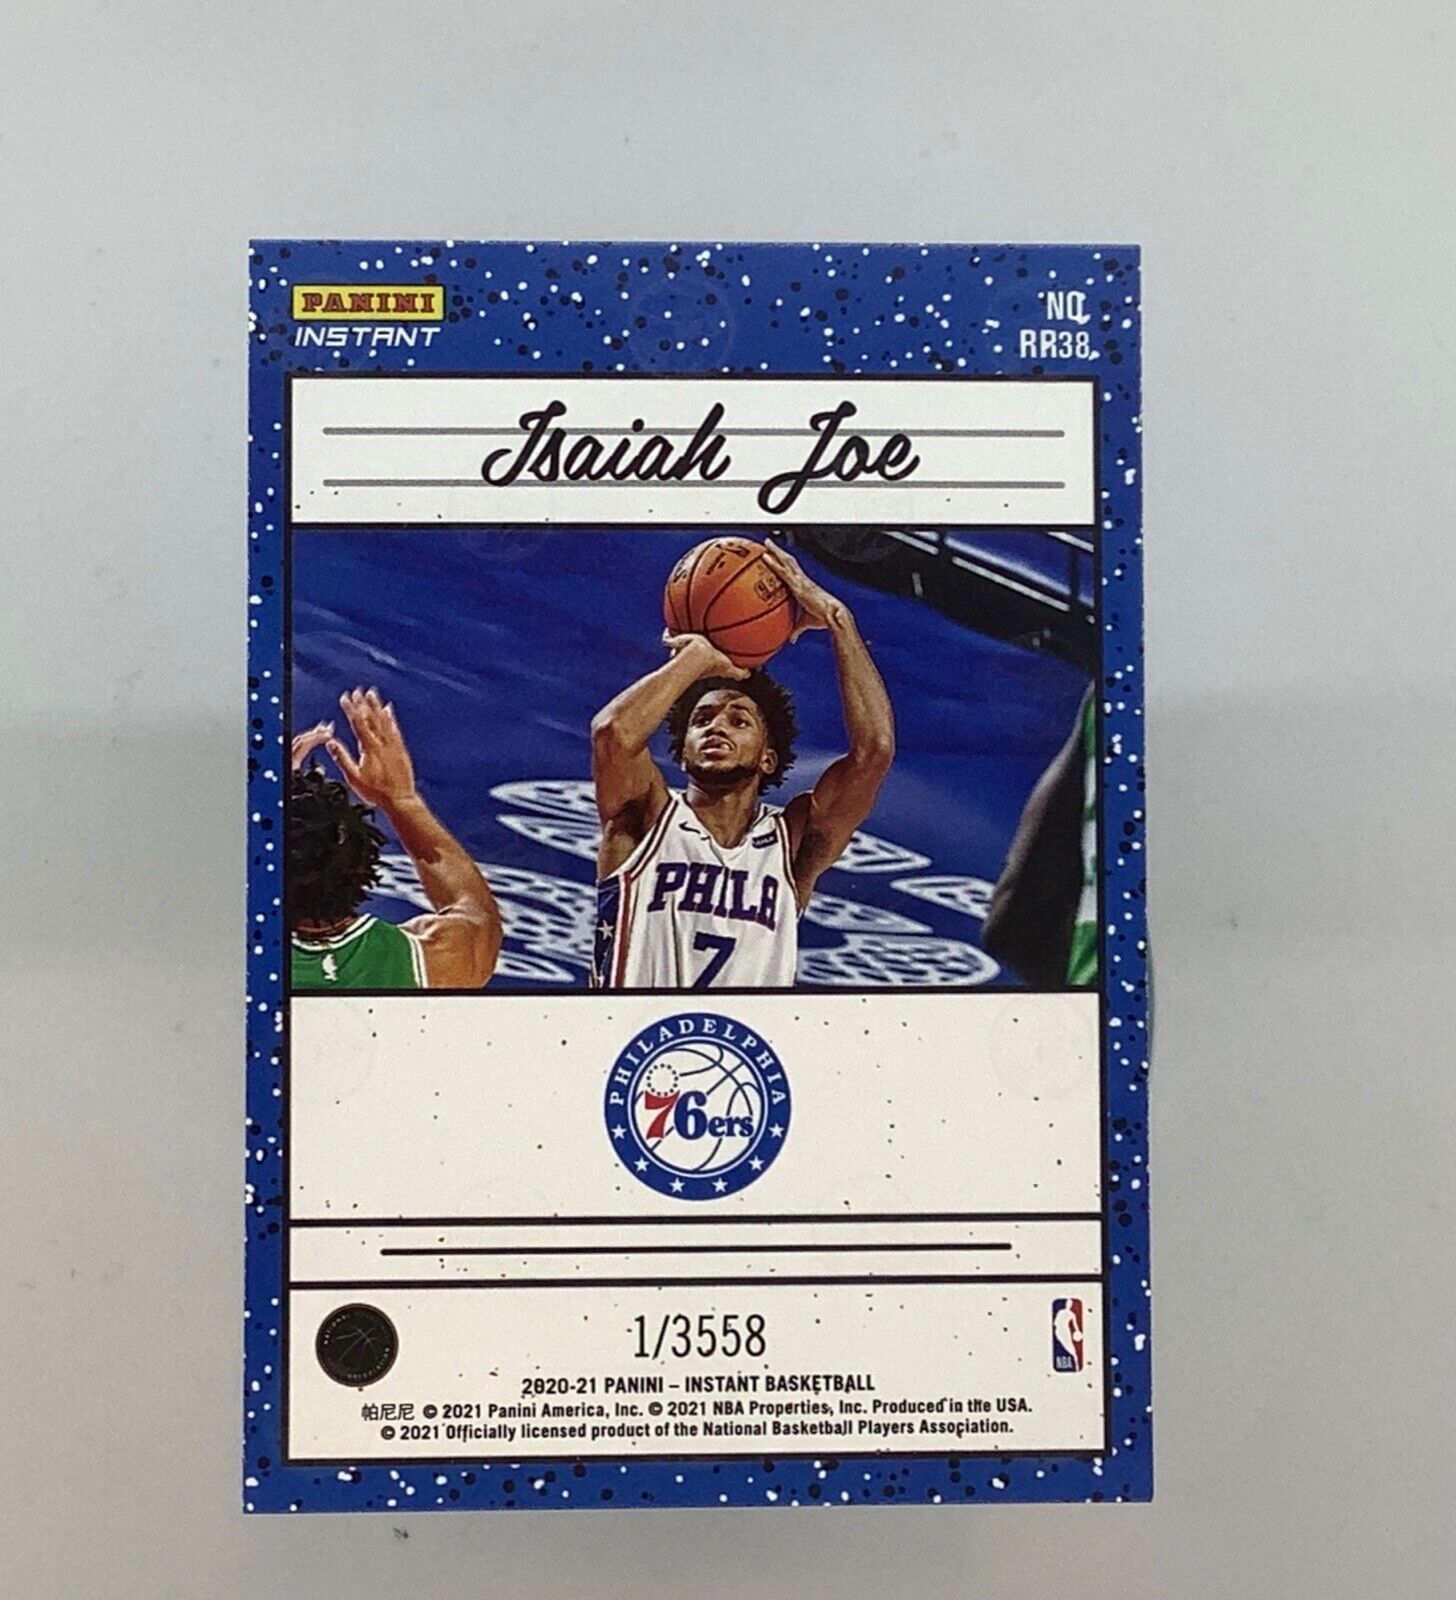 PANINI
INSTANT
NO.
RR38
Isaiah Joe
PHILA
7
PHILADELPHIA
76ers
1/3558
NBA
2020-21 PANINI – INSTANT BASKETBALL
帕尼尼 © 2021 Panini America, Inc. © 2021 NBA Properties, Inc. Produced in the USA.
© 2021 Officially licensed product of the National Basketball Players Association.